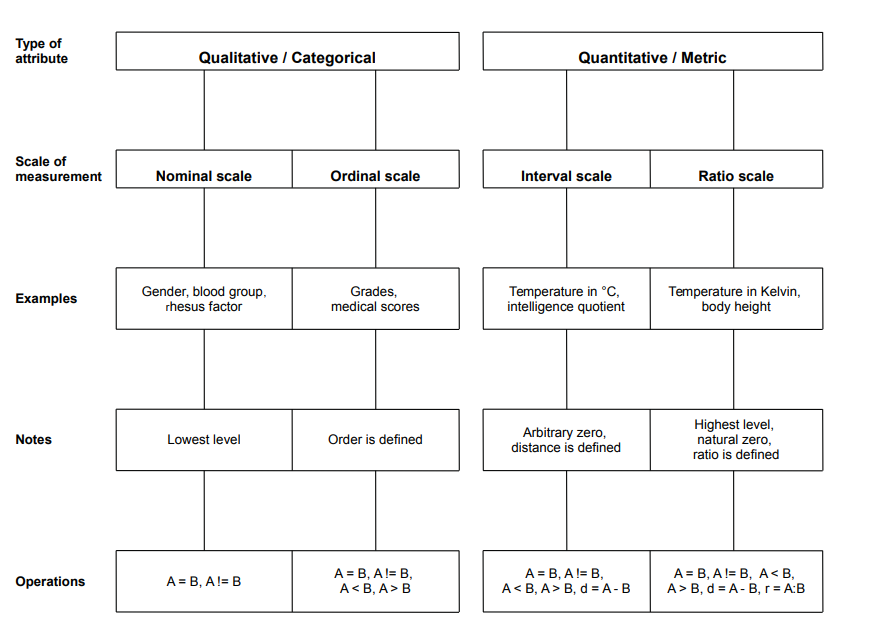 Type of
attribute
Qualitative / Categorical
Quantitative / Metric
Scale of
measurement
Nominal scale
Ordinal scale
Interval scale
Ratio scale
Examples
Gender, blood group,
rhesus factor
Grades,
medical scores
Temperature in °C,
intelligence quotient
Temperature in Kelvin,
body height
Notes
Lowest level
Order is defined
Arbitrary zero,
distance is defined
Highest level,
natural zero,
ratio is defined
Operations
A = B, A != B
A = B, A != B,
A < B, A > B
A = B, A != B,
A < B, A > B, d = A - B
A = B, A != B, A < B,
A > B, d = A - B, r = A:B